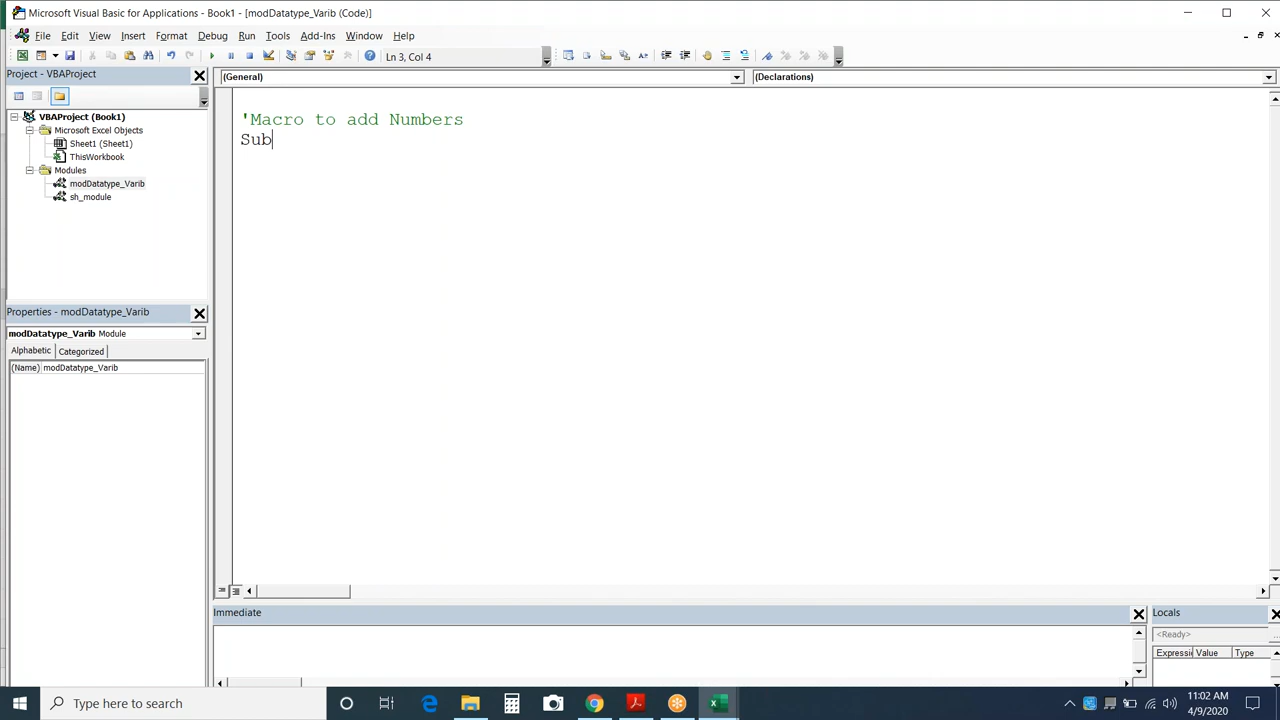 Microsoft Visual Basic for Applications - Book1 - [modDatatype_Varib (Code)]
File Edit View Insert Format Debug Run Tools Add-Ins Window Help
Ln 3, Col 4
Project - VBAProject
(General)
(Declarations)
VBAProject (Book1)
Microsoft Excel Objects
Sheet1 (Sheet1)
ThisWorkbook
Modules
modDatatype_Varib
sh_module
'Macro to add Numbers
Sub
Properties - modDatatype_Varib
modDatatype_Varib Module
Alphabetic Categorized
(Name) modDatatype_Varib
Immediate
Locals
<Ready>
Expressi Value Type
Type here to search
11:02 AM
4/9/2020